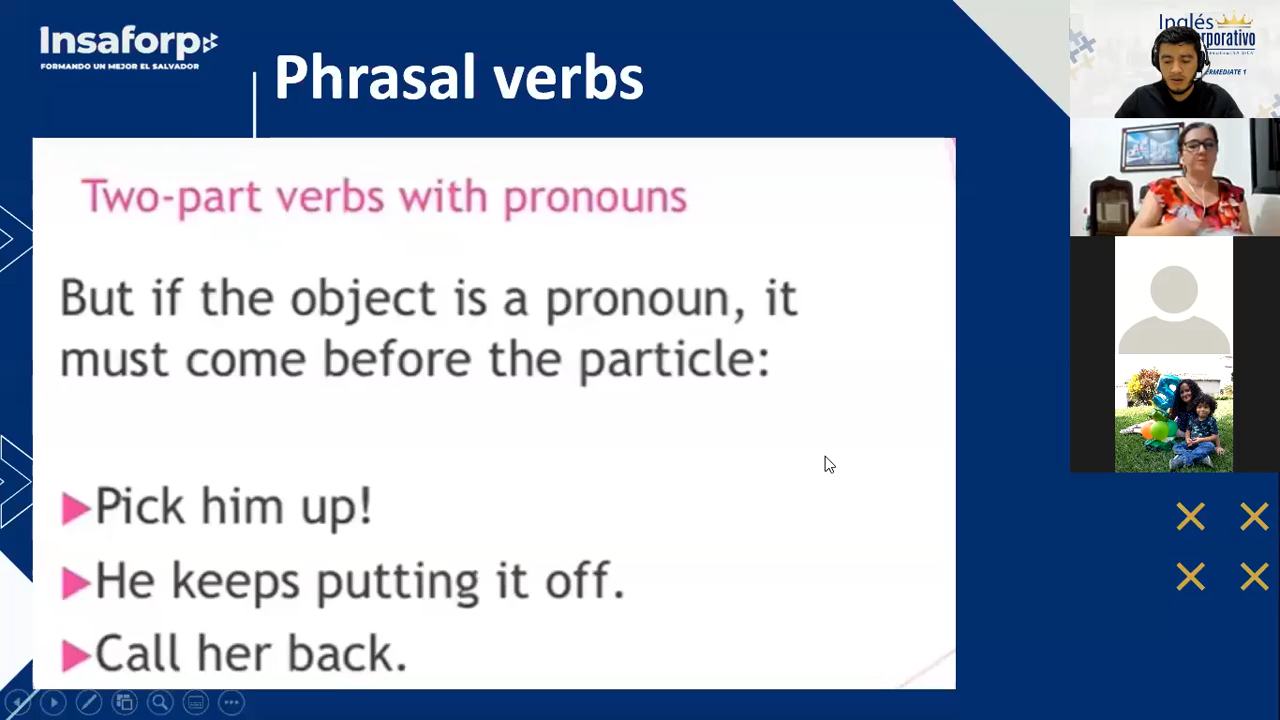 Insaforp
FORMANDO UN MEJOR EL SALVADOR
Phrasal verbs
Two-part verbs with pronouns
But if the object is a pronoun, it
must come before the particle:
Pick him up!
He keeps putting it off.
Call her back.
Inglés